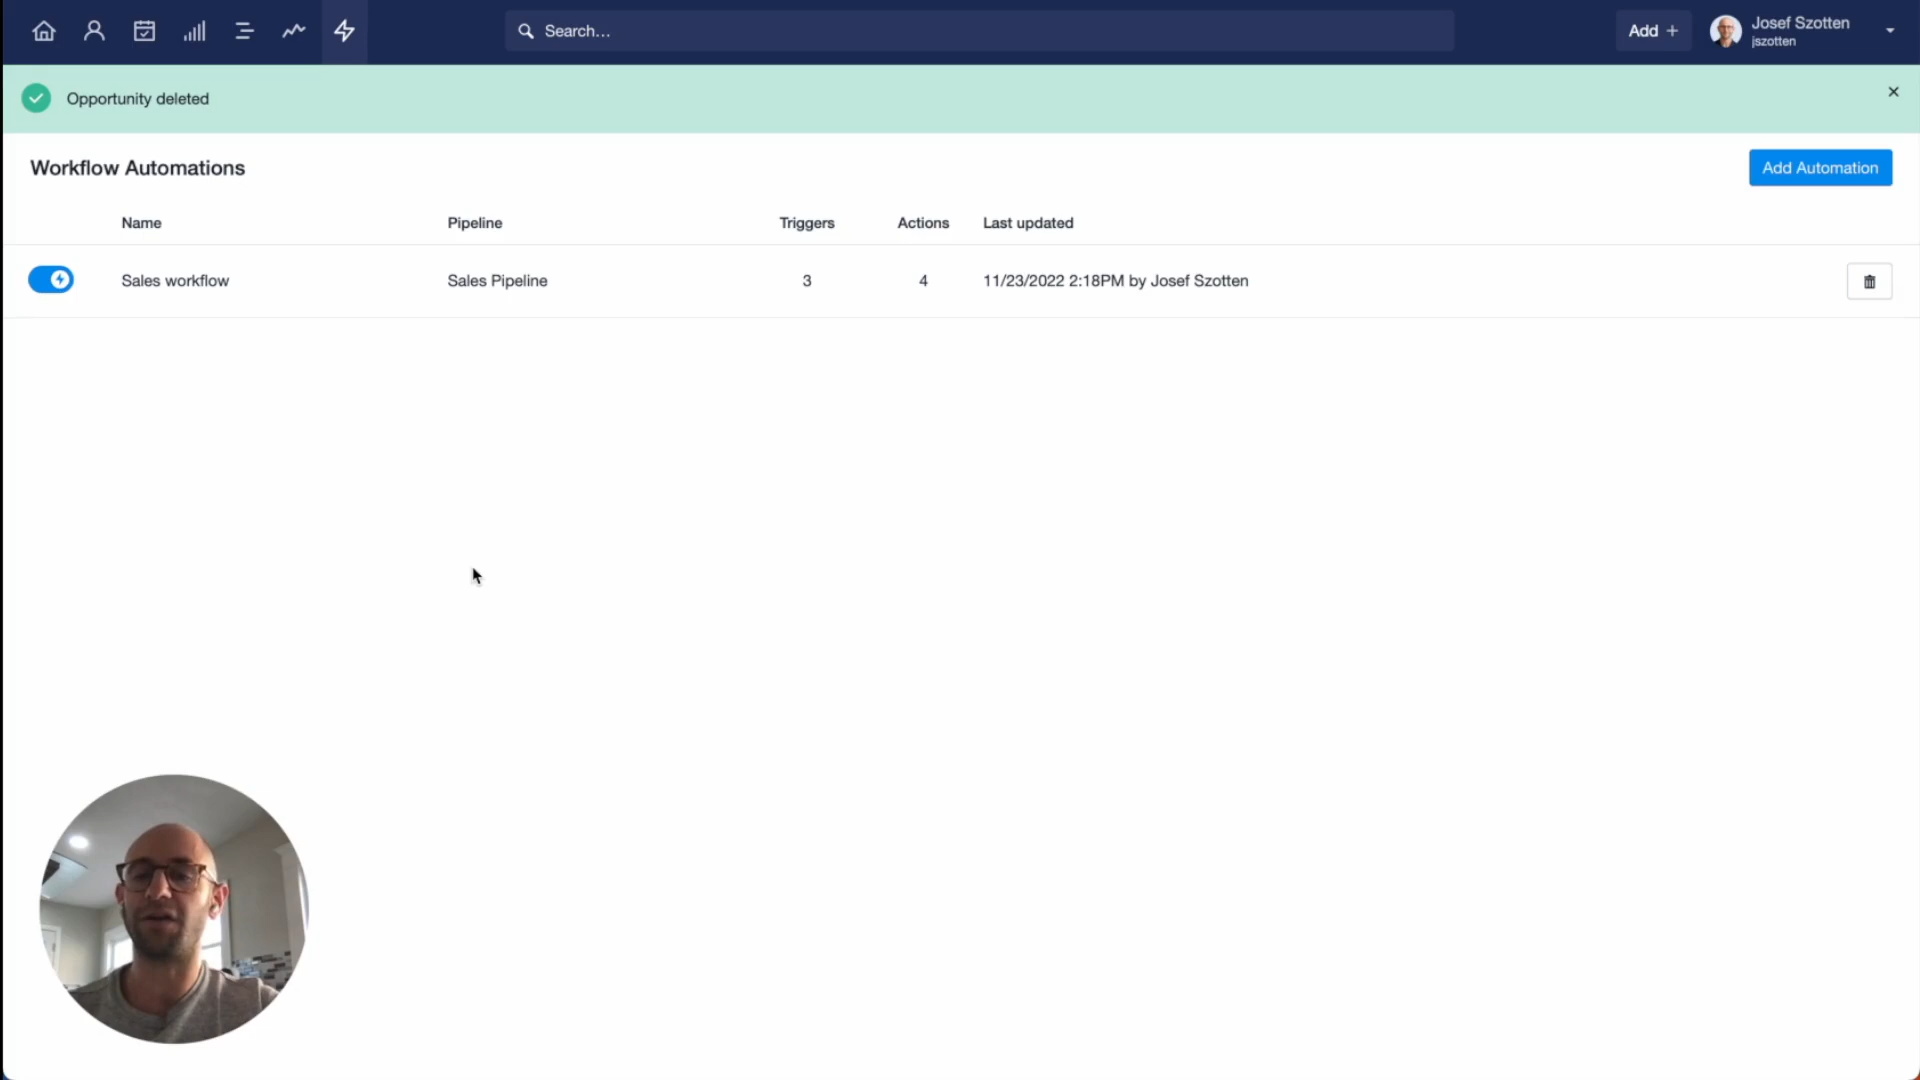 Search...
Add +
Josef Szotten
jszotten
Opportunity deleted
Workflow Automations
Add Automation
Name Pipeline Triggers Actions Last updated
Sales workflow Sales Pipeline 3 4 11/23/2022 2:18PM by Josef Szotten